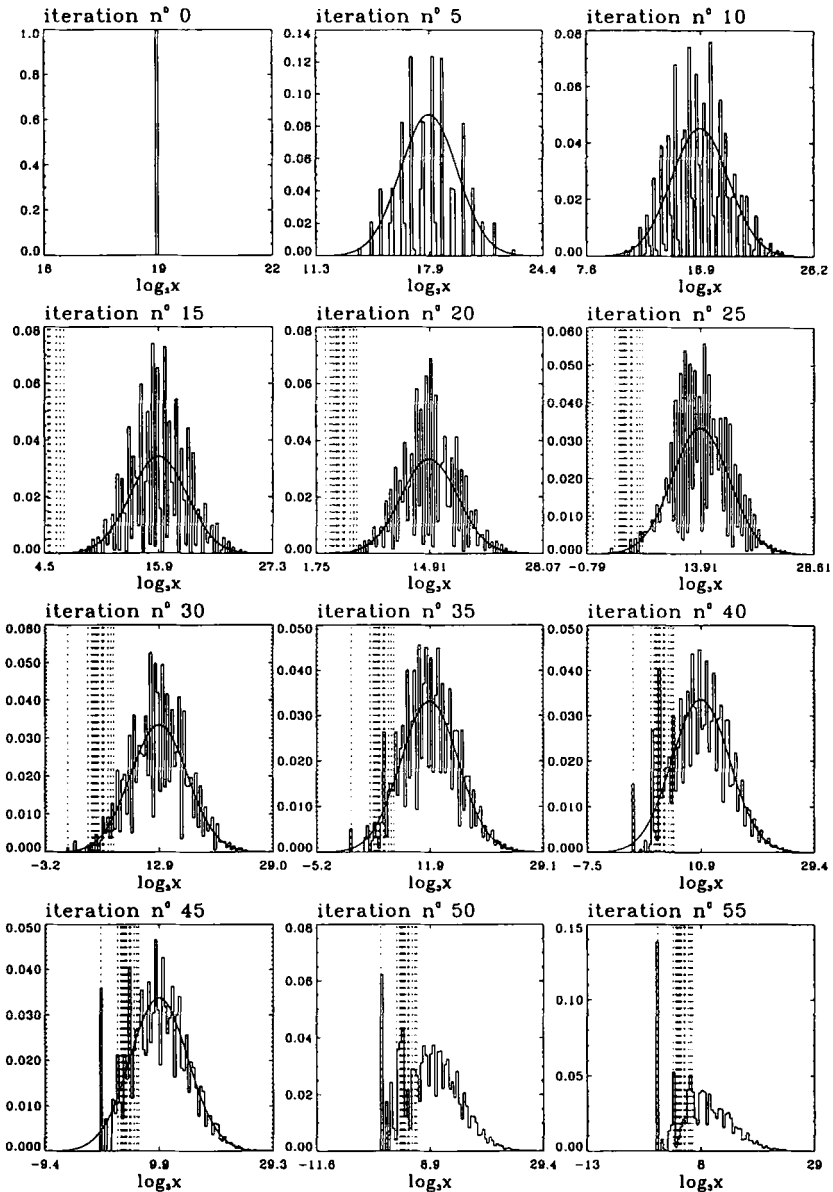 iteration n° 0
1.0
0.8
0.6
0.4
0.2
0.0
16 19 22
log₃x
iteration n° 5
0.14
0.12
0.10
0.08
0.06
0.04
0.02
0.00
11.3 17.9 24.4
log₃x
iteration n° 10
0.08
0.06
0.04
0.02
0.00
7.6 16.9 26.2
log₃x
iteration n° 15
0.08
0.06
0.04
0.02
0.00
4.5 15.9 27.3
log₃x
iteration n° 20
0.08
0.06
0.04
0.02
0.00
1.75 14.91 28.07
log₃x
iteration n° 25
0.060
0.050
0.040
0.030
0.020
0.010
0.000
-0.79 13.91 28.61
log₃x
iteration n° 30
0.060
0.050
0.040
0.030
0.020
0.010
0.000
-3.2 12.9 29.0
log₃x
iteration n° 35
0.050
0.040
0.030
0.020
0.010
0.000
-5.2 11.9 29.1
log₃x
iteration n° 40
0.050
0.040
0.030
0.020
0.010
0.000
-7.5 10.9 29.4
log₃x
iteration n° 45
0.050
0.040
0.030
0.020
0.010
0.000
-9.4 9.9 29.3
log₃x
iteration n° 50
0.08
0.06
0.04
0.02
0.00
-11.6 8.9 29.4
log₃x
iteration n° 55
0.15
0.10
0.05
0.00
-13 8 29
log₃x